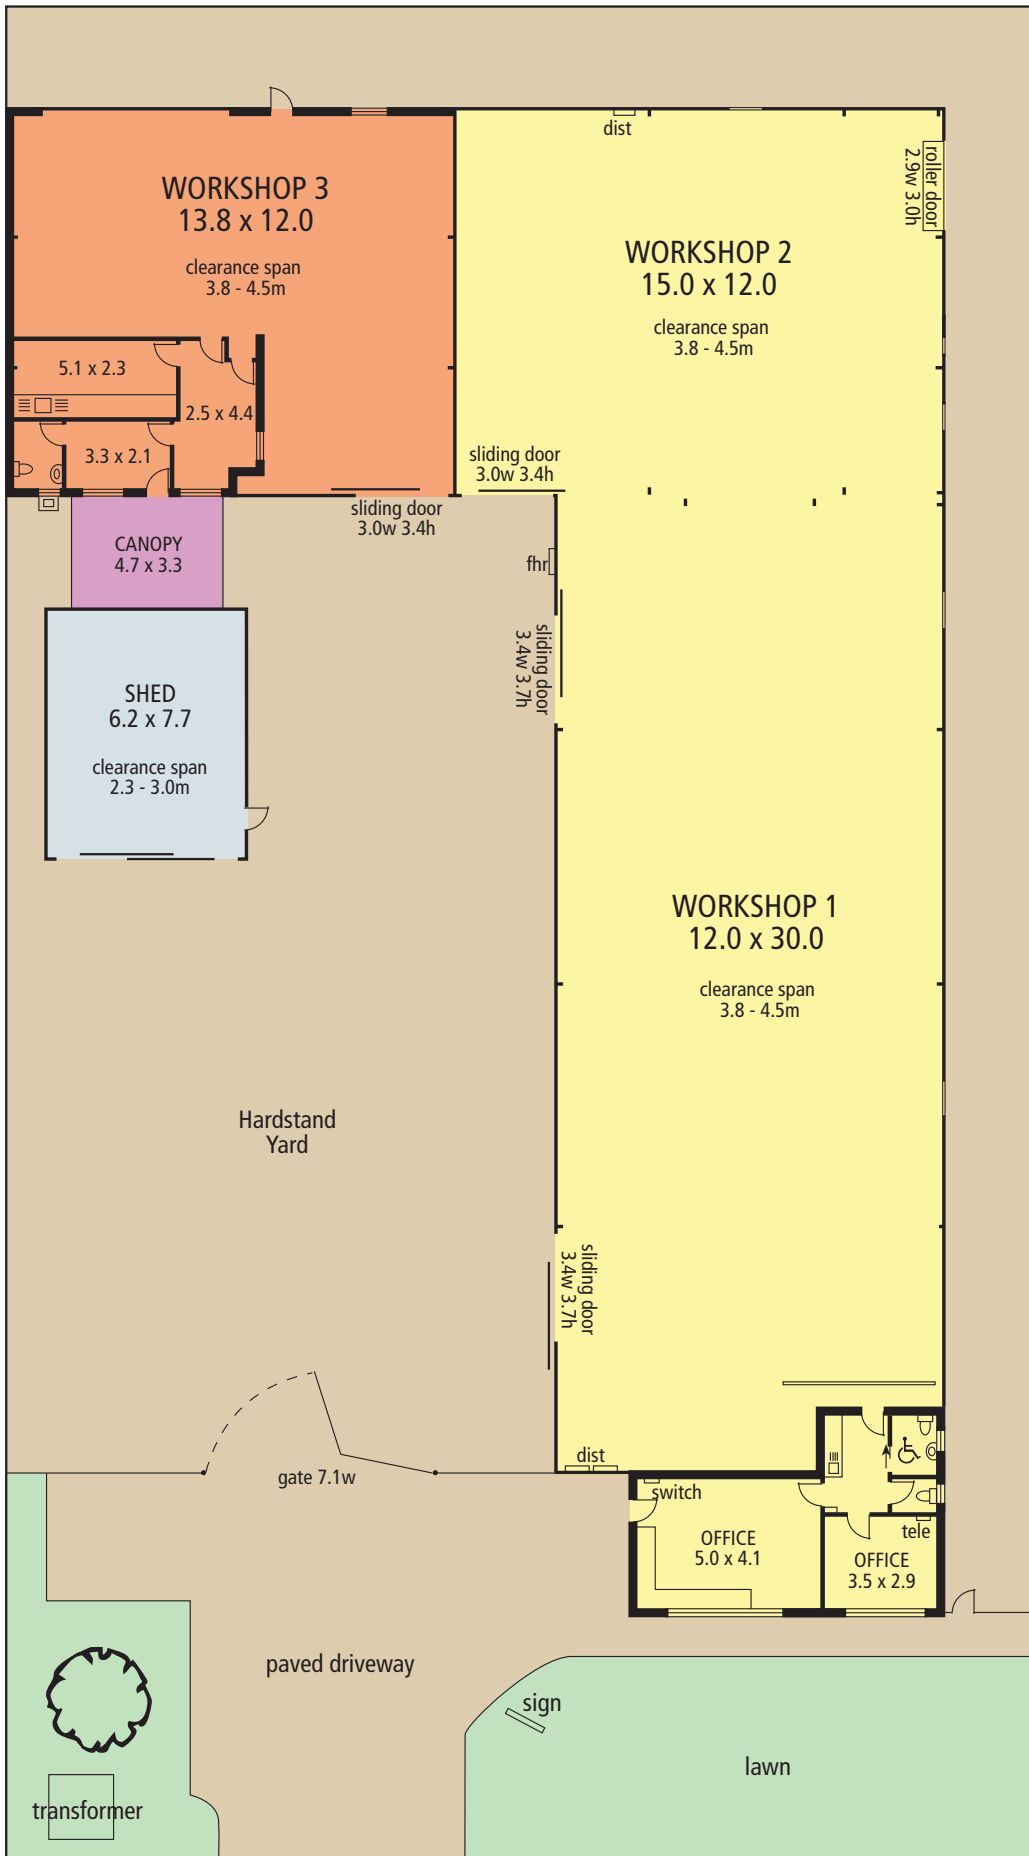 dist
roller door
2.9w 3.0h
WORKSHOP 3
13.8 x 12.0
clearance span
3.8 - 4.5m
WORKSHOP 2
15.0 x 12.0
clearance span
3.8 - 4.5m
5.1 x 2.3
2.5 x 4.4
3.3 x 2.1
sliding door
3.0w 3.4h
sliding door
3.0w 3.4h
CANOPY
4.7 x 3.3
fhr
sliding door
3.4w 3.7h
SHED
6.2 x 7.7
clearance span
2.3 - 3.0m
WORKSHOP 1
12.0 x 30.0
clearance span
3.8 - 4.5m
Hardstand
Yard
sliding door
3.4w 3.7h
gate 7.1w
dist
switch
OFFICE
5.0 x 4.1
tele
OFFICE
3.5 x 2.9
paved driveway
sign
lawn
transformer